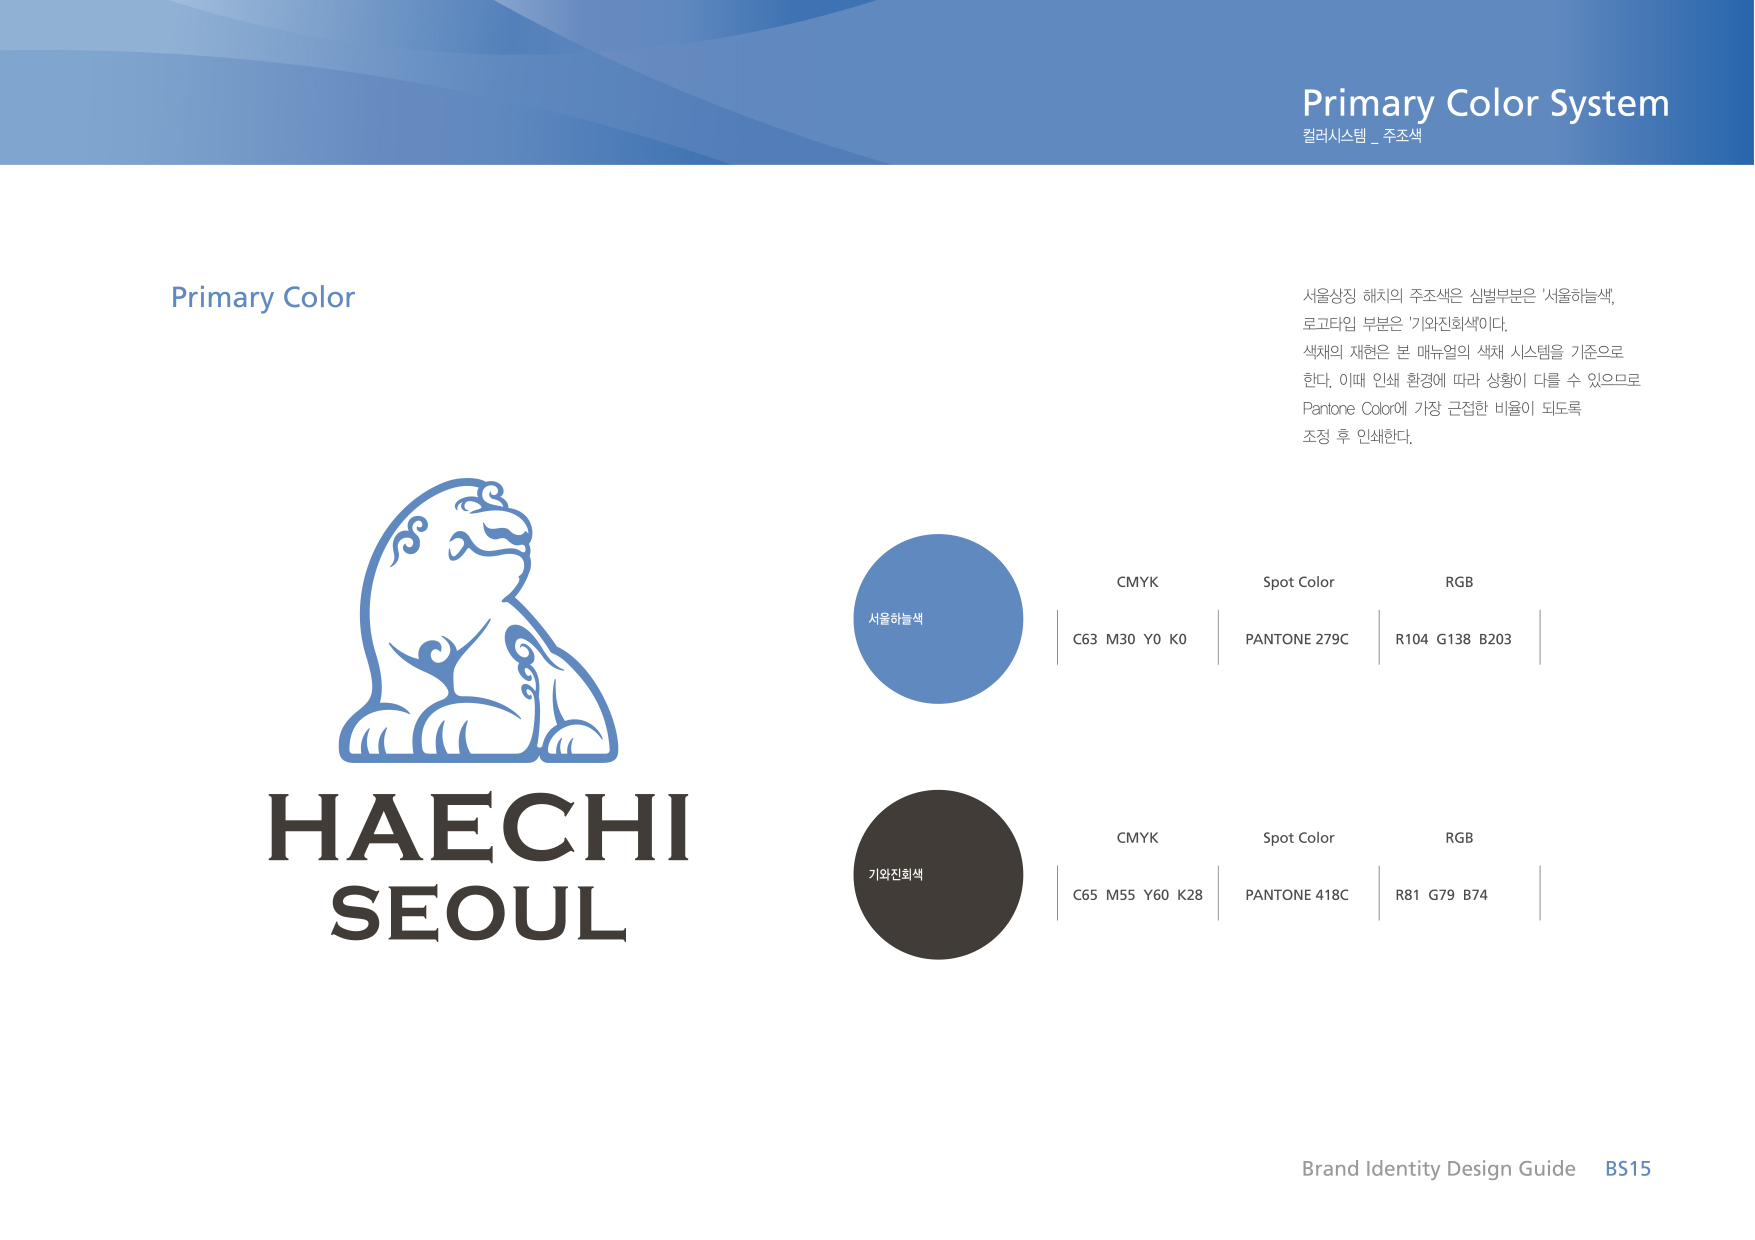 Primary Color System
컬러시스템 _ 주조색
Primary Color
서울상징 해치의 주조색은 심벌부분은 '서울하늘색',
로고타입 부분은 '기와진회색'이다.
색채의 재현은 본 매뉴얼의 색채 시스템을 기준으로
한다. 이때 인쇄 환경에 따라 상황이 다를 수 있으므로
Pantone Color에 가장 근접한 비율이 되도록
조정 후 인쇄한다.
HAECHI
SEOUL
서울하늘색
CMYK Spot Color RGB
C63 M30 Y0 K0 PANTONE 279C R104 G138 B203
기와진회색
CMYK Spot Color RGB
C65 M55 Y60 K28 PANTONE 418C R81 G79 B74
Brand Identity Design Guide BS15